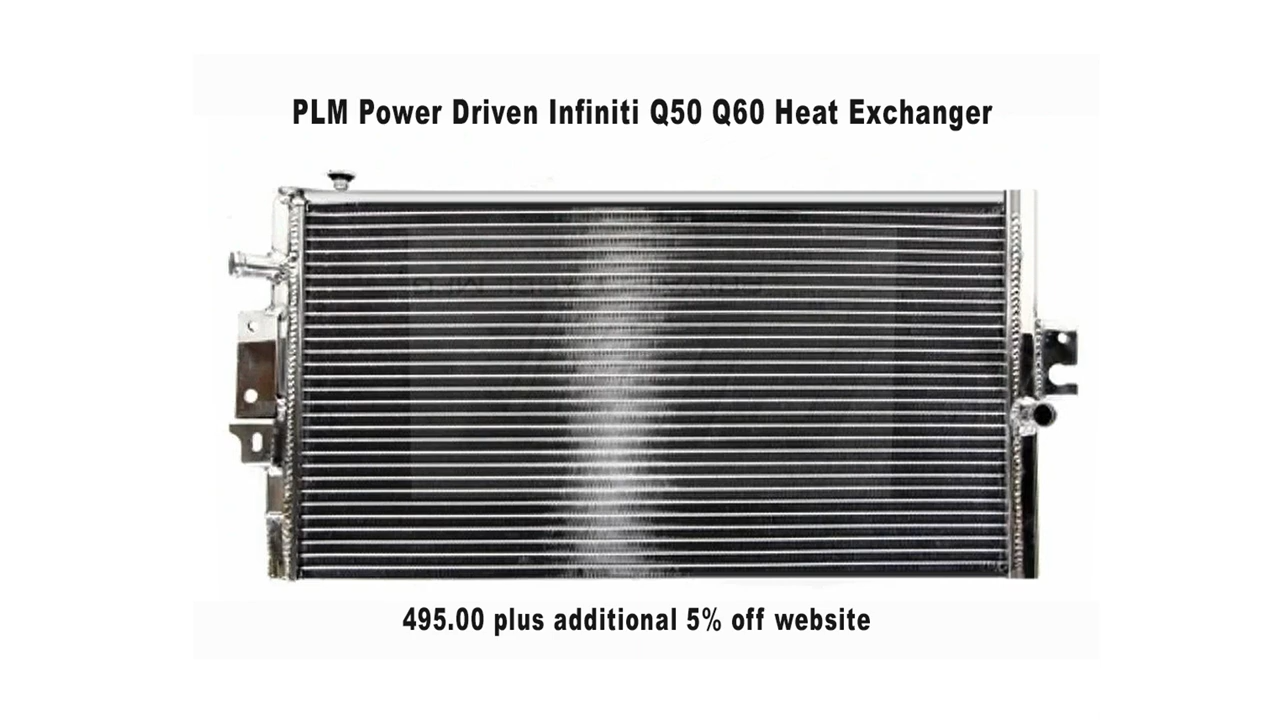 PLM Power Driven Infiniti Q50 Q60 Heat Exchanger
495.00 plus additional 5% off website